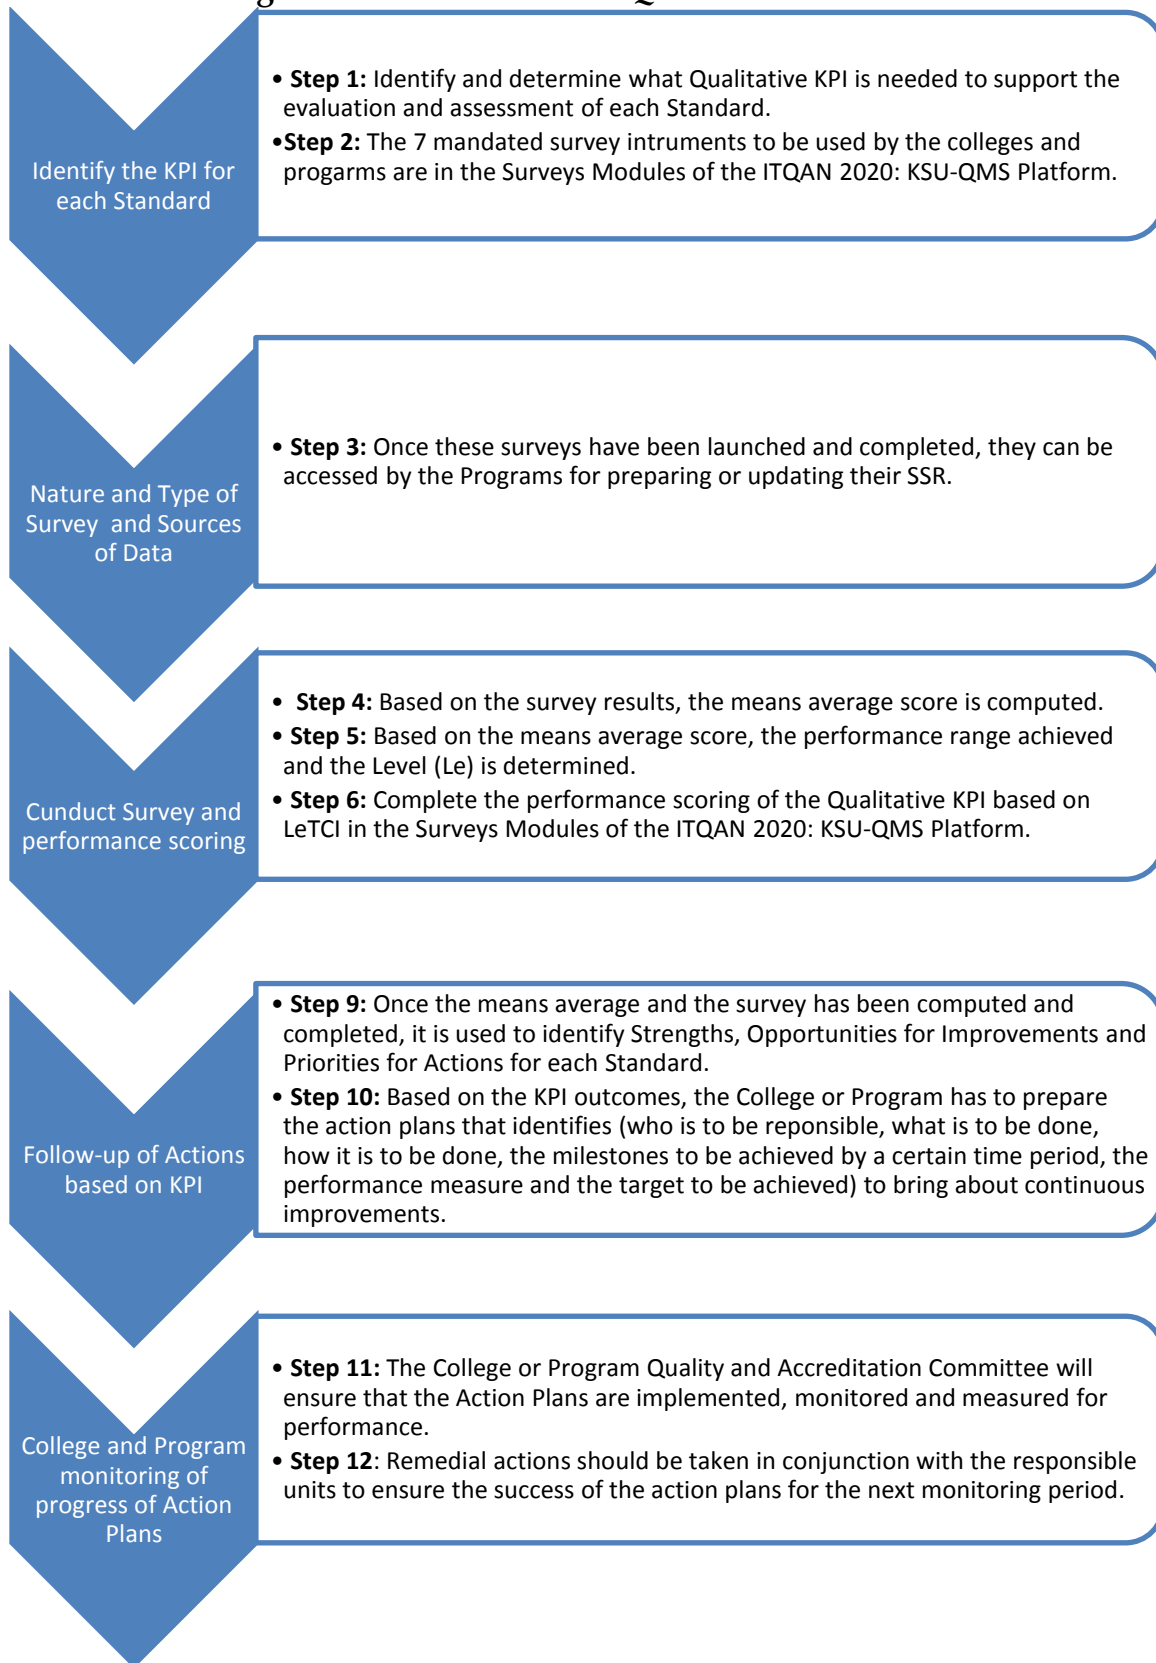 Identify the KPI for
each Standard
• Step 1: Identify and determine what Qualitative KPI is needed to support the
evaluation and assessment of each Standard.
•Step 2: The 7 mandated survey intruments to be used by the colleges and
progarms are in the Surveys Modules of the ITQAN 2020: KSU-QMS Platform.
Nature and Type of
Survey and Sources
of Data
• Step 3: Once these surveys have been launched and completed, they can be
accessed by the Programs for preparing or updating their SSR.
Cunduct Survey and
performance scoring
• Step 4: Based on the survey results, the means average score is computed.
• Step 5: Based on the means average score, the performance range achieved
and the Level (Le) is determined.
• Step 6: Complete the performance scoring of the Qualitative KPI based on
LeTCI in the Surveys Modules of the ITQAN 2020: KSU-QMS Platform.
Follow-up of Actions
based on KPI
• Step 9: Once the means average and the survey has been computed and
completed, it is used to identify Strengths, Opportunities for Improvements and
Priorities for Actions for each Standard.
• Step 10: Based on the KPI outcomes, the College or Program has to prepare
the action plans that identifies (who is to be reponsible, what is to be done,
how it is to be done, the milestones to be achieved by a certain time period, the
performance measure and the target to be achieved) to bring about continuous
improvements.
College and Program
monitoring of
progress of Action
Plans
• Step 11: The College or Program Quality and Accreditation Committee will
ensure that the Action Plans are implemented, monitored and measured for
performance.
• Step 12: Remedial actions should be taken in conjunction with the responsible
units to ensure the success of the action plans for the next monitoring period.